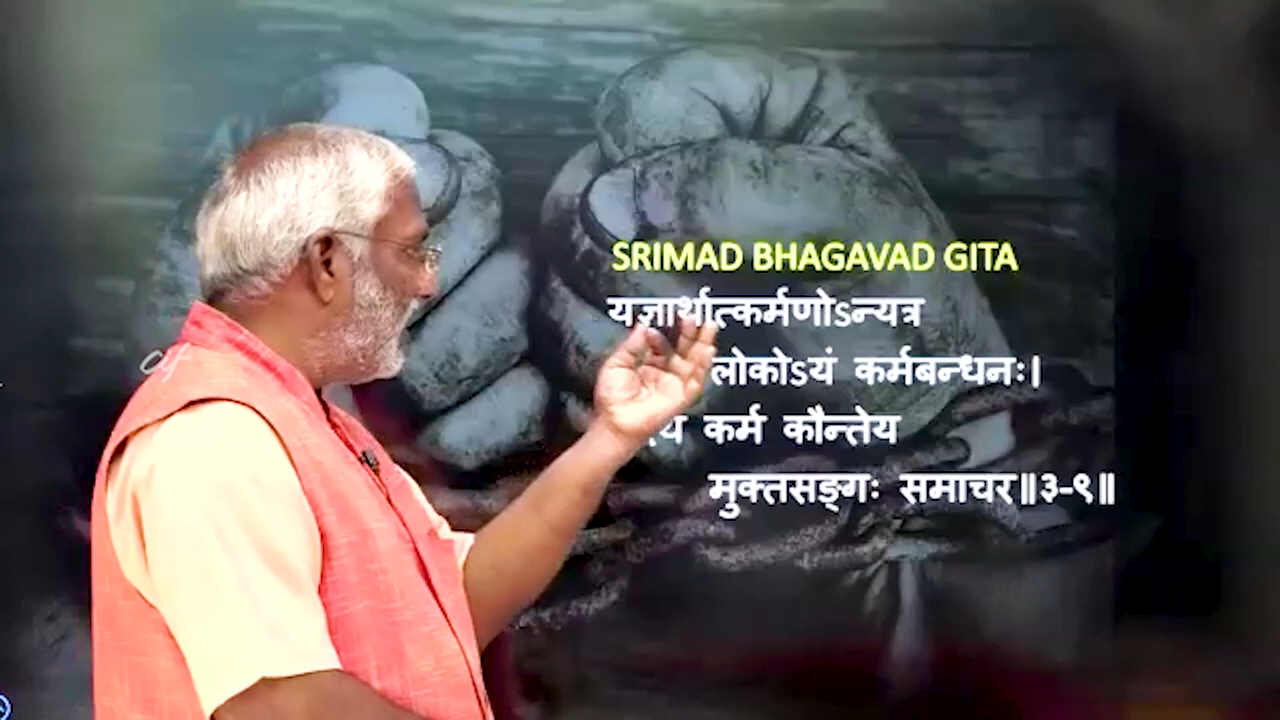 SRIMAD BHAGAVAD GITA
यज्ञार्थात्कर्मणोऽन्यत्र
लोकोऽयं कर्मबन्धनः।
कर्म कौन्तेय
मुक्तसङ्गः समाचर॥३-९॥